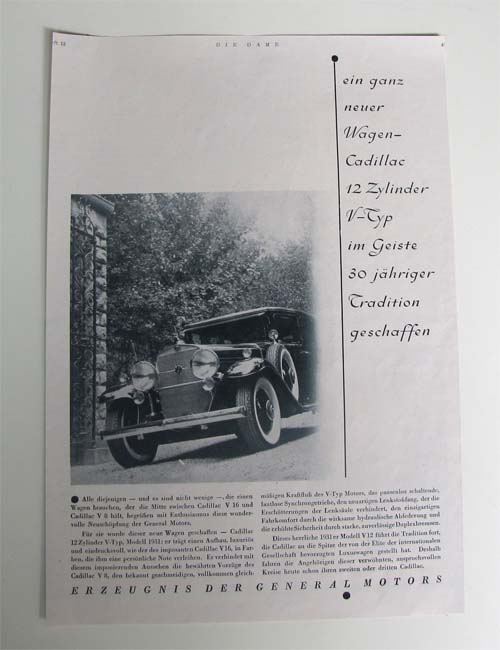 DIE DAME
ein ganz
neuer
Wagen–
Cadillac
12 Zylinder
V–Typ
im Geiste
30 jähriger
Tradition
geschaffen
Alle diejenigen — und es sind nicht wenige —, die einen
Wagen brauchen, der die Mitte zwischen Cadillac V 16 und
Cadillac V 8 hält, begrüßen mit Enthusiasmus diese wunder-
volle Neuschöpfung der General Motors.
Für sie wurde dieser neue Wagen geschaffen — Cadillac
12 Zylinder V-Typ, Modell 1931: er trägt einen Aufbau, luxuriös
und eindrucksvoll, wie der des imposanten Cadillac V 16, in Far-
ben, die ihm eine persönliche Note verleihen. Er verbindet mit
diesem imponierenden Aussehen die bewährten Vorzüge des
Cadillac V 8, den bekannt geschmeidigen, vollkommen gleich-
mäßigen Kraftfluß des V-Typ Motors, das pausenlos schaltende,
lautlose Synchrongetriebe, den neuartigen Lenkstoßfang, der die
Erschütterungen der Lenksäule verhindert, den einzigartigen
Fahrkomfort durch die wirksame hydraulische Abfederung und
die erhöhte Sicherheit durch starke, zuverlässige Duplexbremsen.
Dieses herrliche 1931er Modell V 12 führt die Tradition fort,
die Cadillac an die Spitze der von der Elite der internationalen
Gesellschaft bevorzugten Luxuswagen gestellt hat. Deshalb
fahren die Angehörigen dieser verwöhnten, anspruchsvollen
Kreise heute schon ihren zweiten oder dritten Cadillac.
ERZEUGNIS DER GENERAL MOTORS